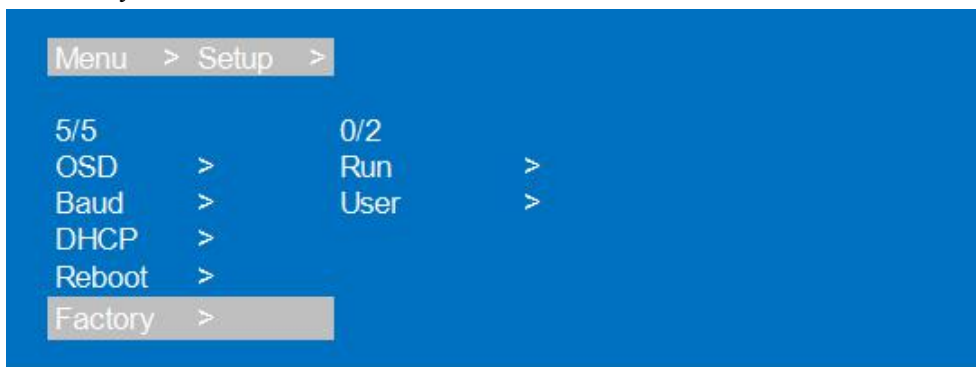 Menu > Setup >
5/5 0/2
OSD > Run >
Baud > User >
DHCP >
Reboot >
Factory >